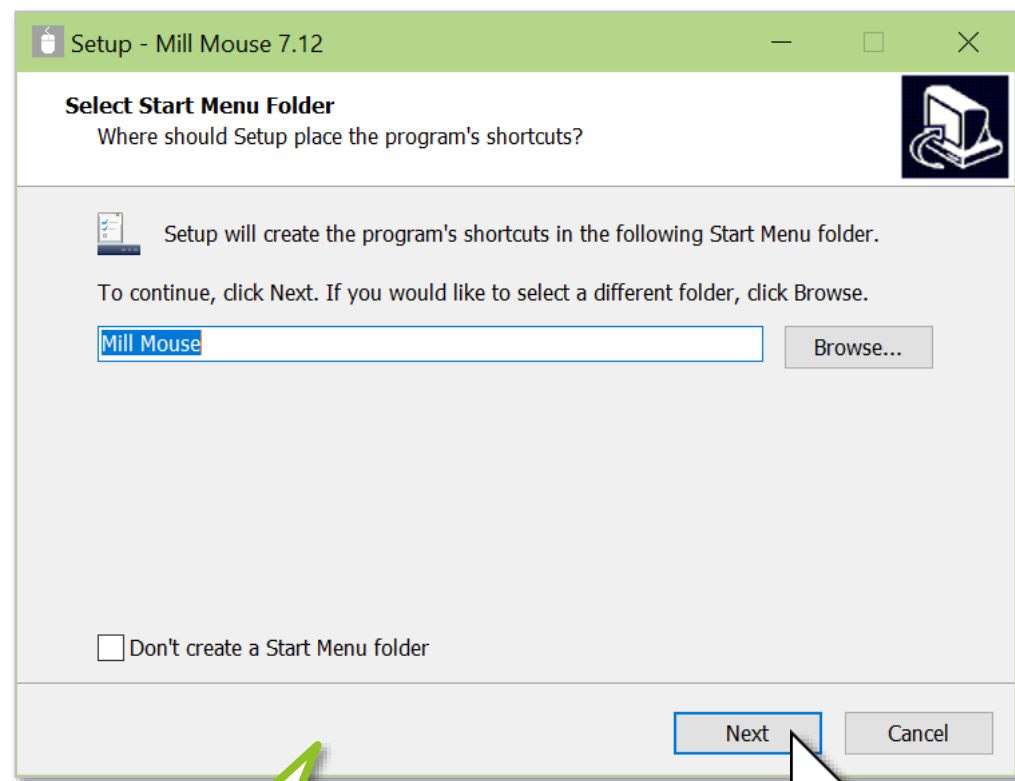 Setup - Mill Mouse 7.12
Select Start Menu Folder
Where should Setup place the program's shortcuts?
Setup will create the program's shortcuts in the following Start Menu folder.
To continue, click Next. If you would like to select a different folder, click Browse.
Mill Mouse
Browse...
Don't create a Start Menu folder
Next
Cancel